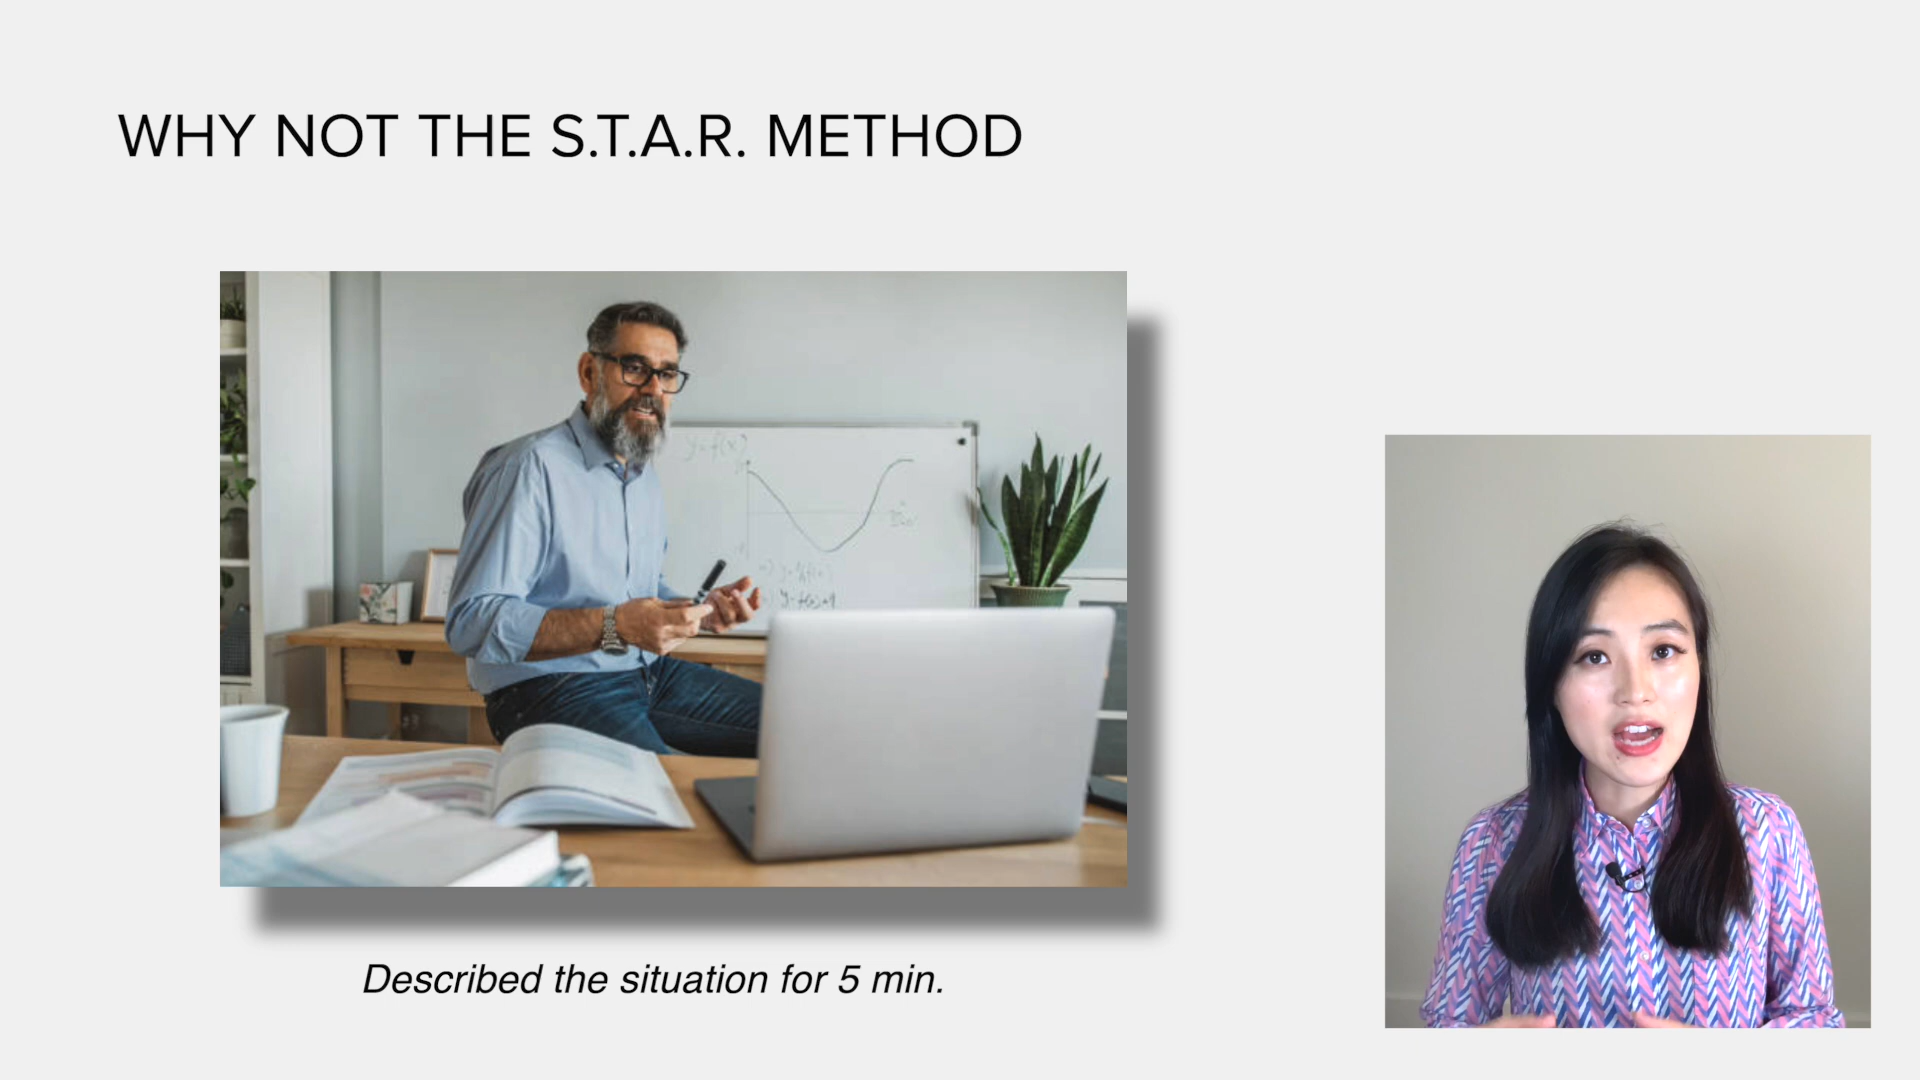 WHY NOT THE S.T.A.R. METHOD
y=f(x)
Described the situation for 5 min.